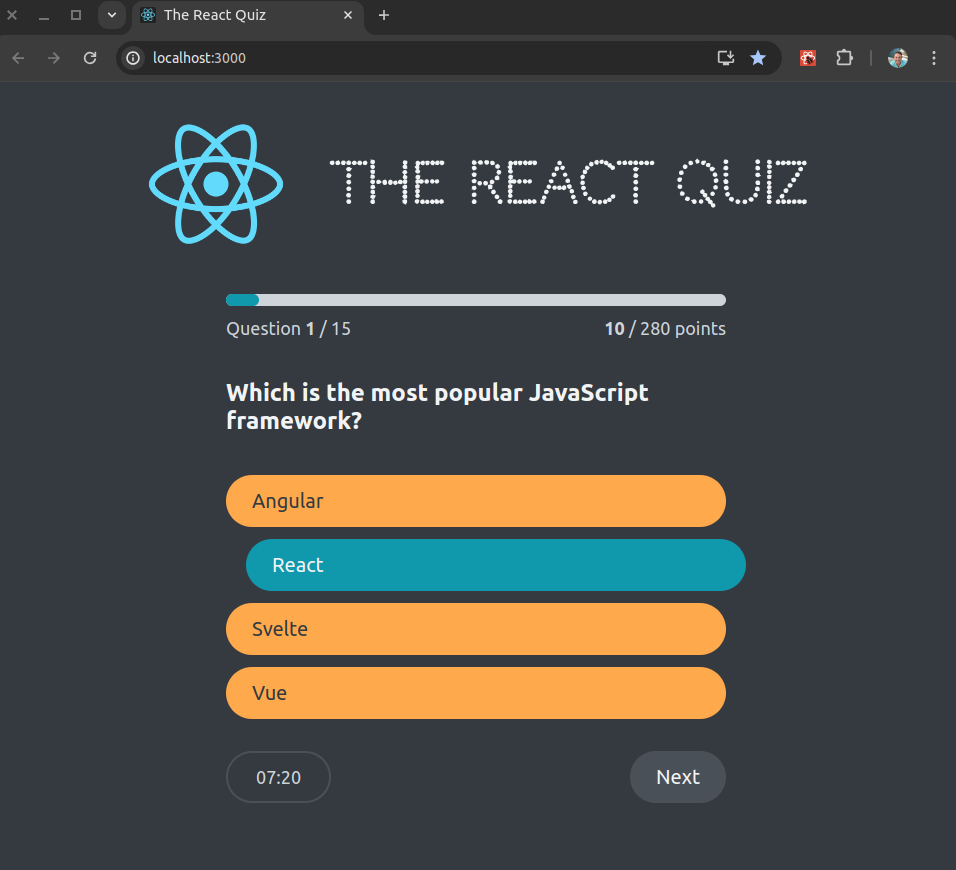 The React Quiz
localhost:3000
THE REACT QUIZ
Question 1 / 15
10 / 280 points
Which is the most popular JavaScript
framework?
Angular
React
Svelte
Vue
07:20
Next